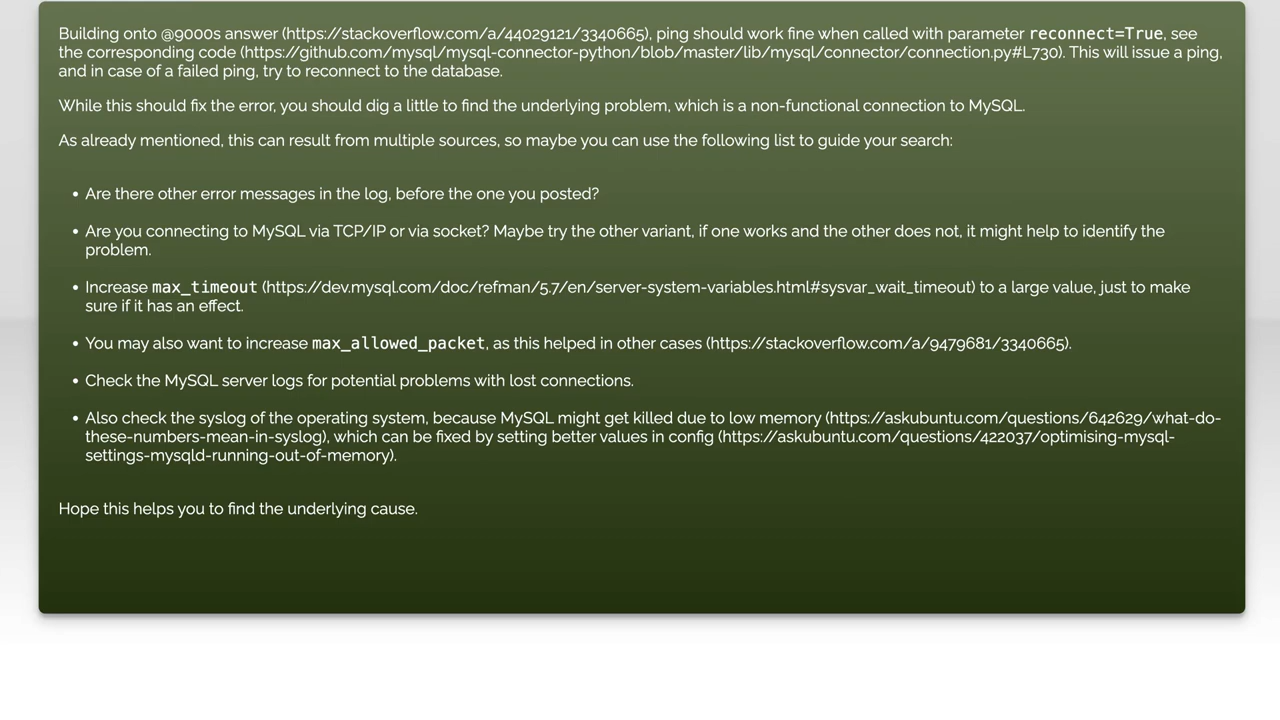 Building onto @9000s answer (https://stackoverflow.com/a/44029121/3340665), ping should work fine when called with parameter reconnect=True, see
the corresponding code (https://github.com/mysql/mysql-connector-python/blob/master/lib/mysql/connector/connection.py#L730). This will issue a ping,
and in case of a failed ping, try to reconnect to the database.
While this should fix the error, you should dig a little to find the underlying problem, which is a non-functional connection to MySQL.
As already mentioned, this can result from multiple sources, so maybe you can use the following list to guide your search:
• Are there other error messages in the log, before the one you posted?
• Are you connecting to MySQL via TCP/IP or via socket? Maybe try the other variant, if one works and the other does not, it might help to identify the
problem.
• Increase max_timeout (https://dev.mysql.com/doc/refman/5.7/en/server-system-variables.html#sysvar_wait_timeout) to a large value, just to make
sure if it has an effect.
• You may also want to increase max_allowed_packet, as this helped in other cases (https://stackoverflow.com/a/9479681/3340665).
• Check the MySQL server logs for potential problems with lost connections.
• Also check the syslog of the operating system, because MySQL might get killed due to low memory (https://askubuntu.com/questions/642629/what-do-
these-numbers-mean-in-syslog), which can be fixed by setting better values in config (https://askubuntu.com/questions/422037/optimising-mysql-
settings-mysqld-running-out-of-memory).
Hope this helps you to find the underlying cause.